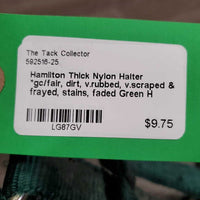 The Tack Collector
592516-25
Hamilton Thick Nylon Halter
*gc/fair, dirt, v.rubbed, v.scraped &
frayed, stains, faded Green H
$9.75
LG87GV